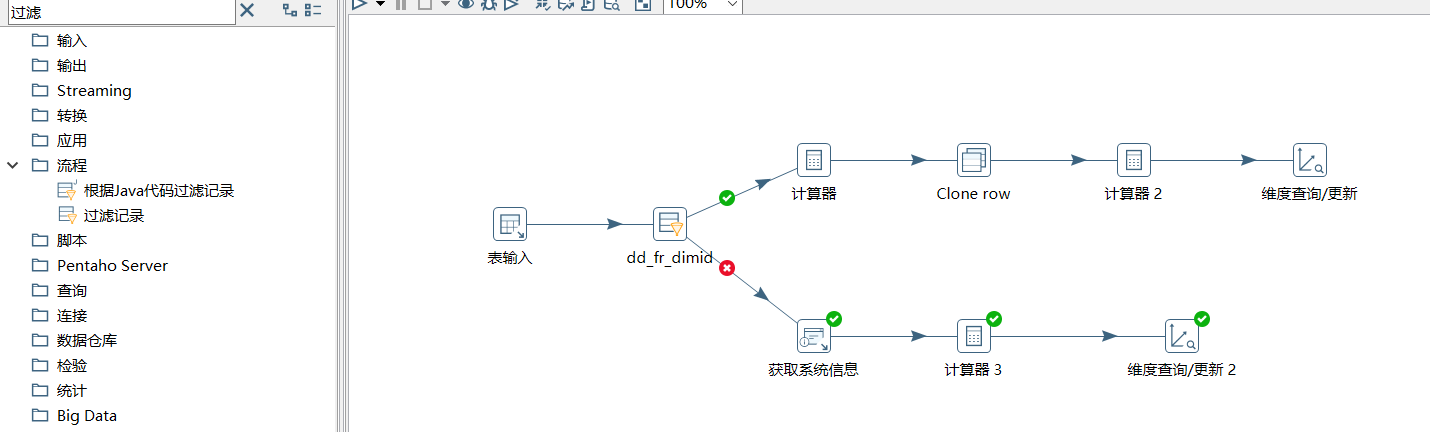 过滤
输入
输出
Streaming
转换
应用
流程
根据Java代码过滤记录
过滤记录
脚本
Pentaho Server
查询
连接
数据仓库
检验
统计
Big Data
100%
计算器
Clone row
计算器 2
维度查询/更新
表输入
dd_fr_dimid
获取系统信息
计算器 3
维度查询/更新 2